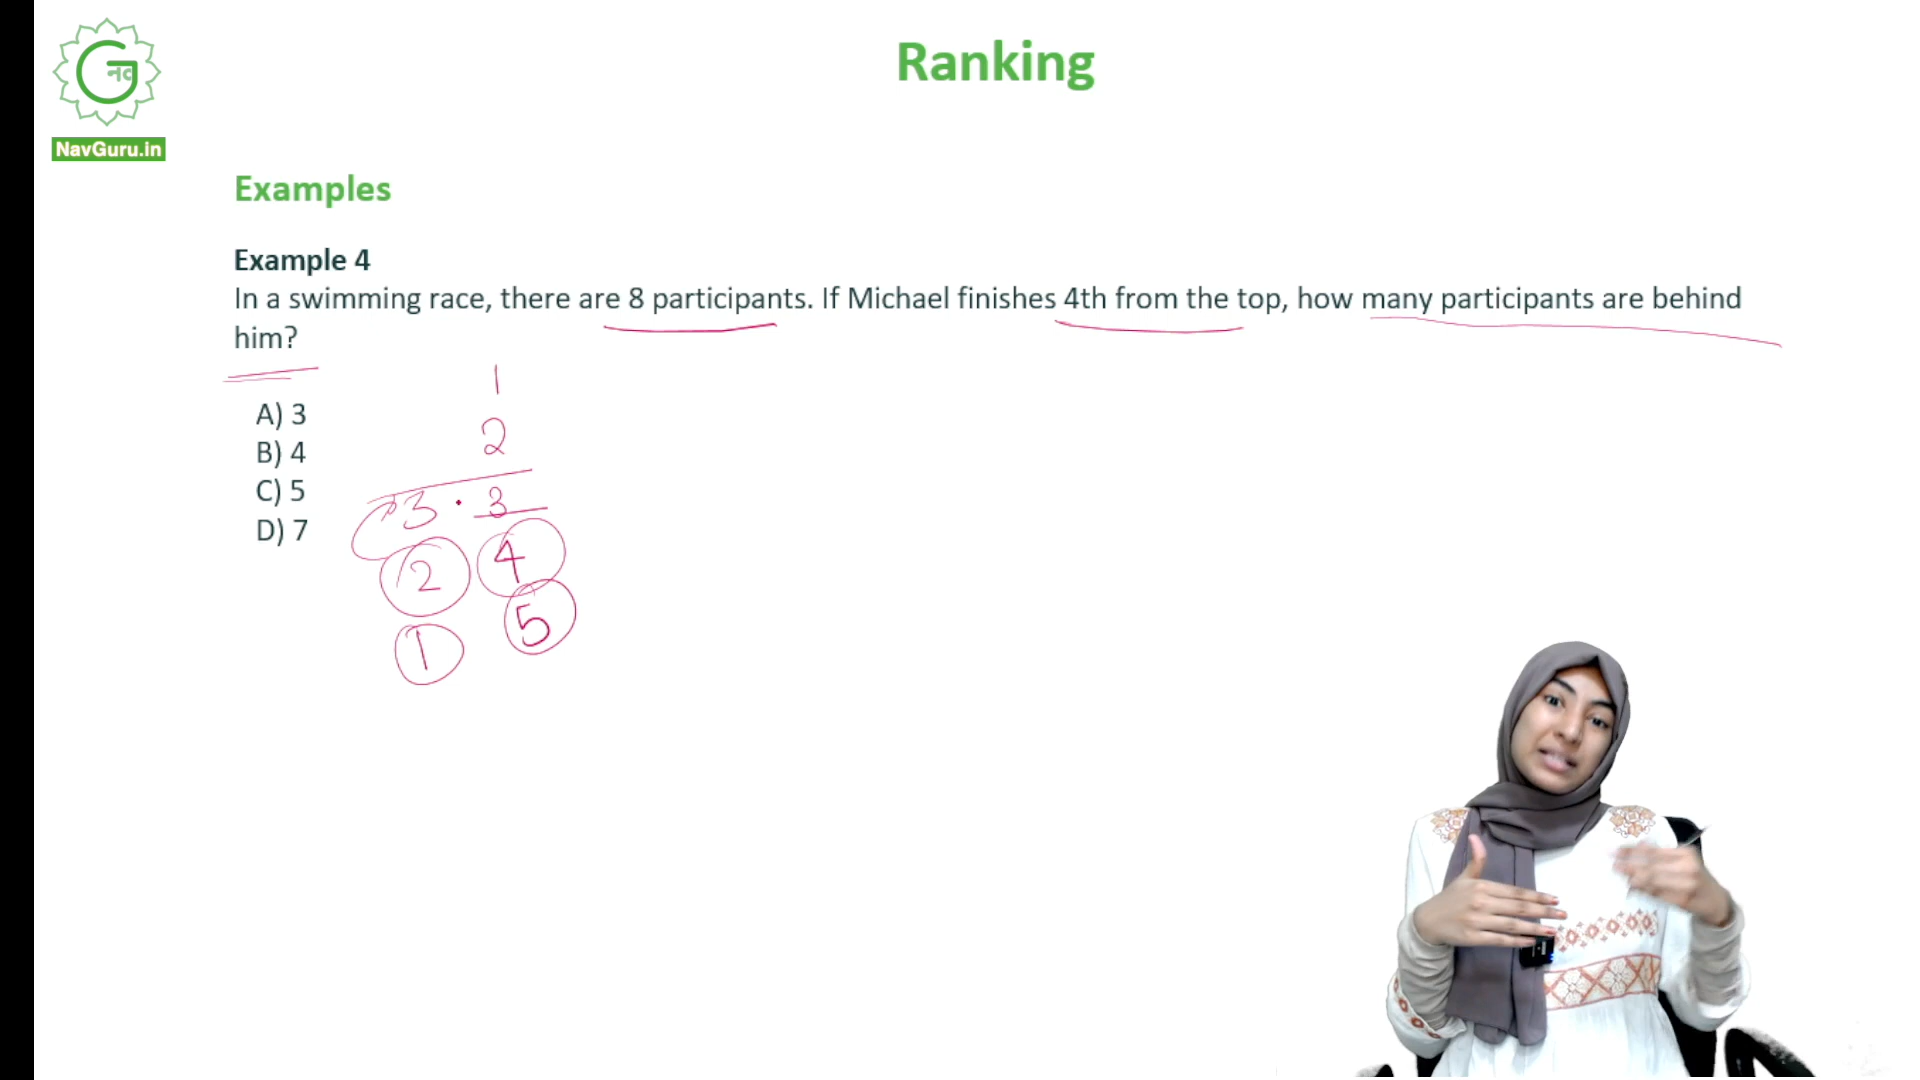 नव
NavGuru.in
Ranking
Examples
Example 4
In a swimming race, there are 8 participants. If Michael finishes 4th from the top, how many participants are behind
him?
A) 3
B) 4
C) 5
D) 7
1
2
3 . 3
2 4
1 5